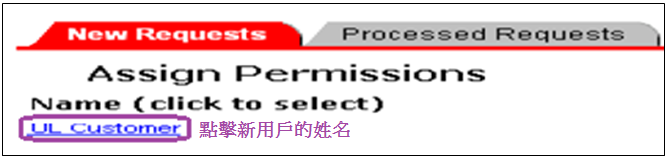 New Requests Processed Requests
Assign Permissions
Name (click to select)
UL Customer 點擊新用戶的姓名